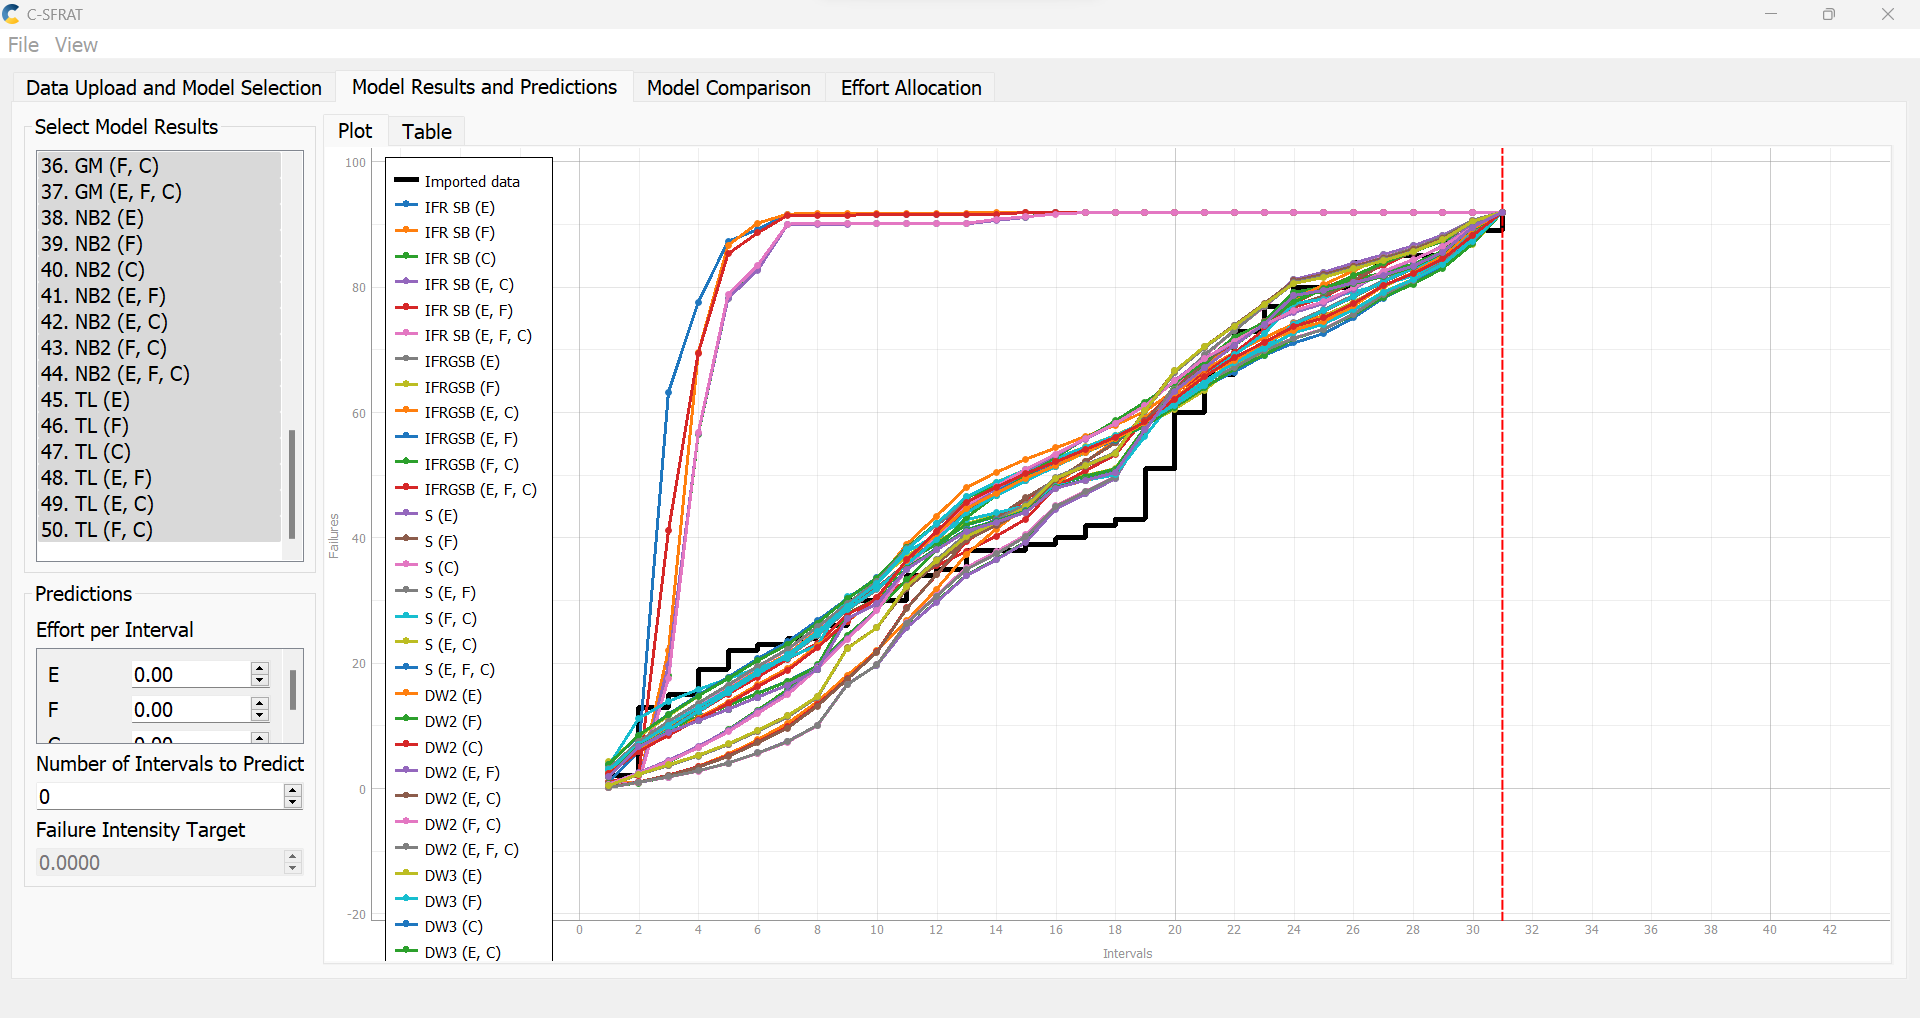 C-SFRAT
File View
Data Upload and Model Selection
Model Results and Predictions
Model Comparison
Effort Allocation
Select Model Results
36. GM (F, C)
37. GM (E, F, C)
38. NB2 (E)
39. NB2 (F)
40. NB2 (C)
41. NB2 (E, F)
42. NB2 (E, C)
43. NB2 (F, C)
44. NB2 (E, F, C)
45. TL (E)
46. TL (F)
47. TL (C)
48. TL (E, F)
49. TL (E, C)
50. TL (F, C)
Predictions
Effort per Interval
E 0.00
F 0.00
Number of Intervals to Predict
0
Failure Intensity Target
0.0000
Plot Table
Imported data
IFR SB (E)
IFR SB (F)
IFR SB (C)
IFR SB (E, C)
IFR SB (E, F)
IFR SB (E, F, C)
IFRGSB (E)
IFRGSB (F)
IFRGSB (E, C)
IFRGSB (E, F)
IFRGSB (F, C)
IFRGSB (E, F, C)
S (E)
S (F)
S (C)
S (E, F)
S (F, C)
S (E, C)
S (E, F, C)
DW2 (E)
DW2 (F)
DW2 (C)
DW2 (E, F)
DW2 (E, C)
DW2 (F, C)
DW2 (E, F, C)
DW3 (E)
DW3 (F)
DW3 (C)
DW3 (E, C)
100
80
60
40
20
0
-20
Failures
0 2 4 6 8 10 12 14 16 18 20 22 24 26 28 30 32 34 36 38 40 42
Intervals